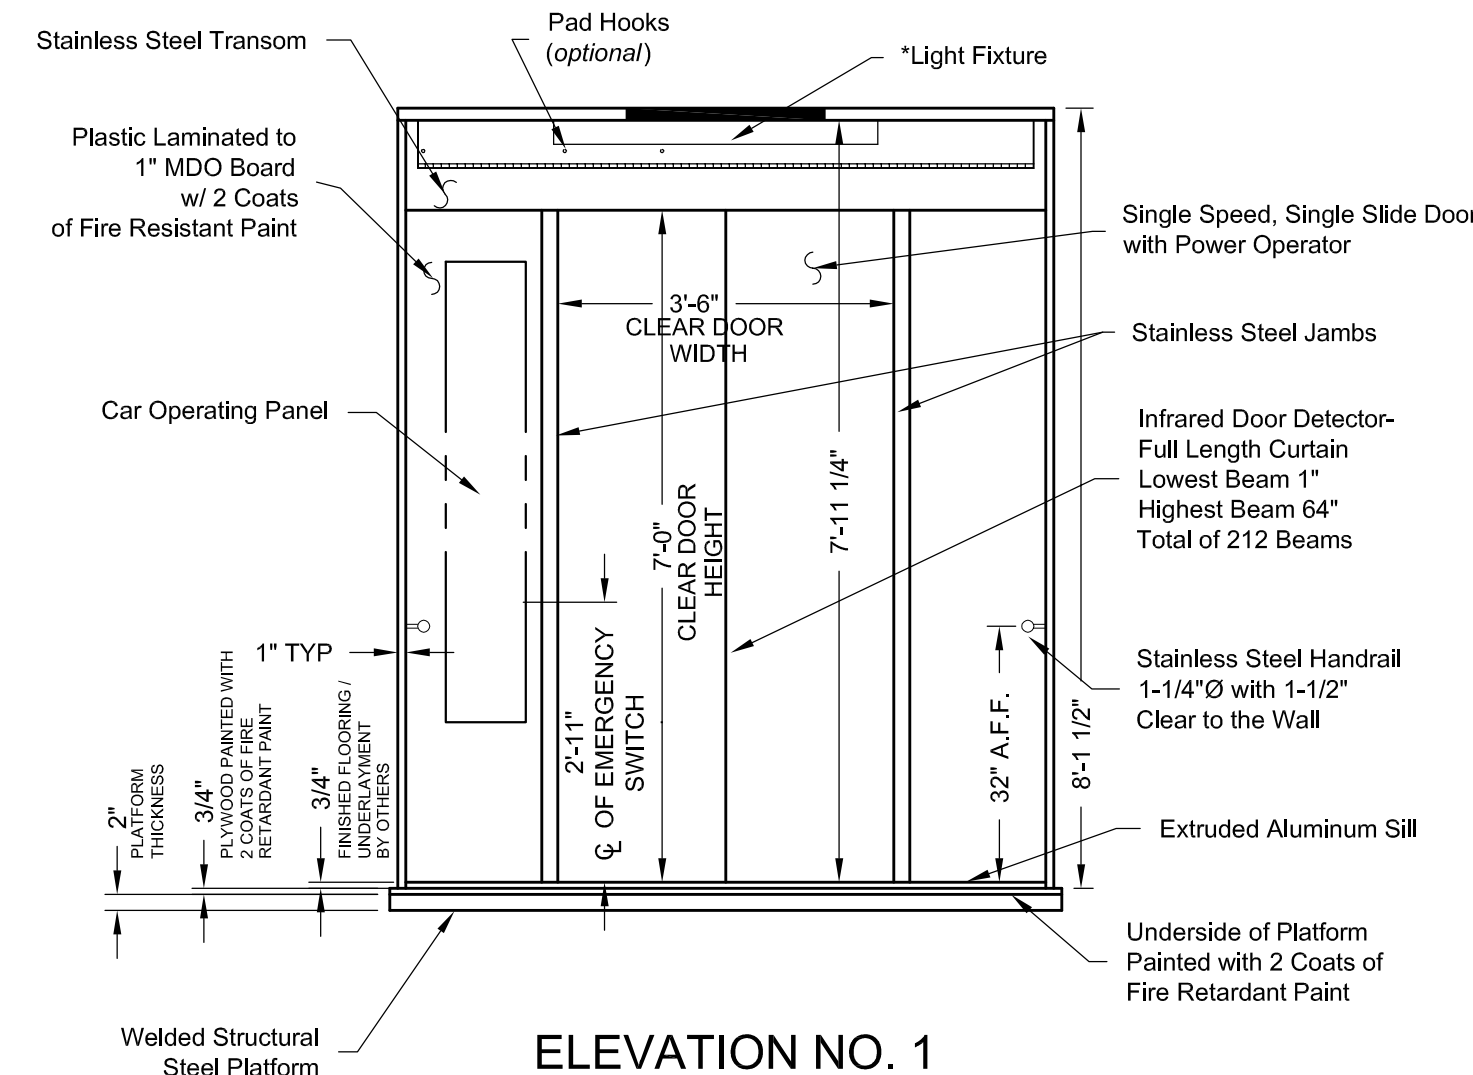 Stainless Steel Transom
Pad Hooks
(optional)
*Light Fixture
Plastic Laminated to
1" MDO Board
w/ 2 Coats
of Fire Resistant Paint
Single Speed, Single Slide Door
with Power Operator
3'-6"
CLEAR DOOR
WIDTH
Stainless Steel Jambs
Car Operating Panel
Infrared Door Detector-
Full Length Curtain
Lowest Beam 1"
Highest Beam 64"
Total of 212 Beams
7'-0"
CLEAR DOOR
HEIGHT
7'-11 1/4"
1" TYP
2'-11"
℄ OF EMERGENCY
SWITCH
Stainless Steel Handrail
1-1/4"Ø with 1-1/2"
Clear to the Wall
32" A.F.F.
8'-1 1/2"
2"
PLATFORM
THICKNESS
3/4"
PLYWOOD PAINTED WITH
2 COATS OF FIRE
RETARDANT PAINT
3/4"
FINISHED FLOORING /
UNDERLAYMENT
BY OTHERS
Extruded Aluminum Sill
Underside of Platform
Painted with 2 Coats of
Fire Retardant Paint
Welded Structural
Steel Platform
ELEVATION NO. 1